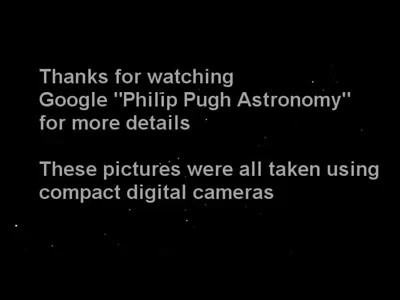 Thanks for watching
Google "Philip Pugh Astronomy"
for more details
These pictures were all taken using
compact digital cameras